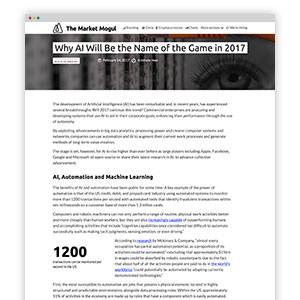 The Market Mogul
Why AI Will Be the Name of the Game in 2017
February 14, 2017
6 minute read
The development of Artificial Intelligence (AI) has been remarkable and, in recent years, has experienced
several breakthroughs. Will 2017 continue this trend? Commercial enterprises are procuring and
developing systems that use AI to aid in their corporate goals, enhancing their performance through the use
of autonomy.
By exploiting advancements in big data analytics, processing power and clearer computer systems and
networks, companies can use automation and AI to augment their current work processes and generate
methods of long-term value creation.
The stage is set, however, for AI to rise higher than ever before as large players including Apple, Facebook,
Google and Microsoft all open-source or share their latest research in AI, to advance collective
advancement.
AI, Automation and Machine Learning
The benefits of AI and automation have been public for some time. A key example of the power of
automation is that of the US credit, debit, and prepaid card industry using automated systems to monitor
more than 1200 transactions per second with automated tools that identify fraudulent transactions while
ten milliseconds on a customer base of more than 1.3 billion cards.
Computers and robotic machinery can not only perform a range of routine, physical work activities better
and more cheaply than human workers, but they are also increasingly capable of outperforming humans
and accomplishing activities that include "cognitive capabilities once considered too difficult to automate
successfully such as making tacit judgments, sensing emotion, or even driving."
1200
transactions can be monitored per
second in the US
According to research by McKinsey & Company, "almost every
occupation has partial automation potential, as a proportion of its
activities could be automated," concluding that approximately
in wages could be absorbed by robotic counterparts due to the fact
that about half of all the activities people are paid to do in the world's
workforce "could potentially be automated by adapting currently
demonstrated technologies."
First, the most susceptible to automation are jobs that possess a physical element, located in highly
structured and predictable environments, alongside data processing roles. Within the US, approximately
51% of activities in the economy are made up by roles that have a component which is easily automated.